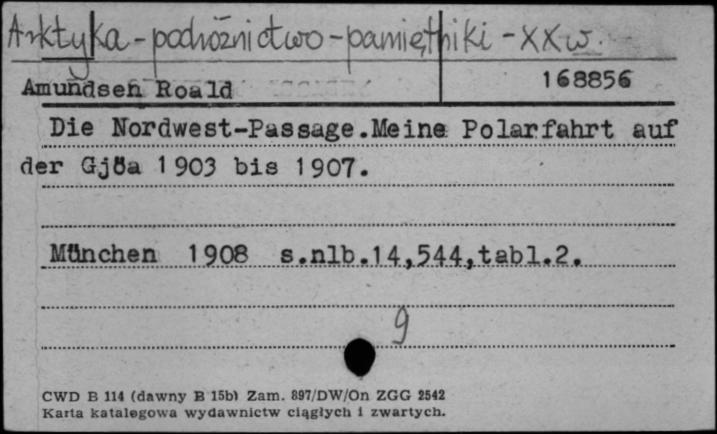 Arktyka - podróżnictwo - pamiętniki - XX w.
Amundsen Roald 168856
Die Nordwest-Passage.Meine Polarfahrt auf
der Gjöa 1903 bis 1907.
München 1908 s.nlb.14,544,tabl.2.
9
CWD B 114 (dawny B 15b) Zam. 897/DW/On ZGG 2542
Karta katalogowa wydawnictw ciągłych i zwartych.